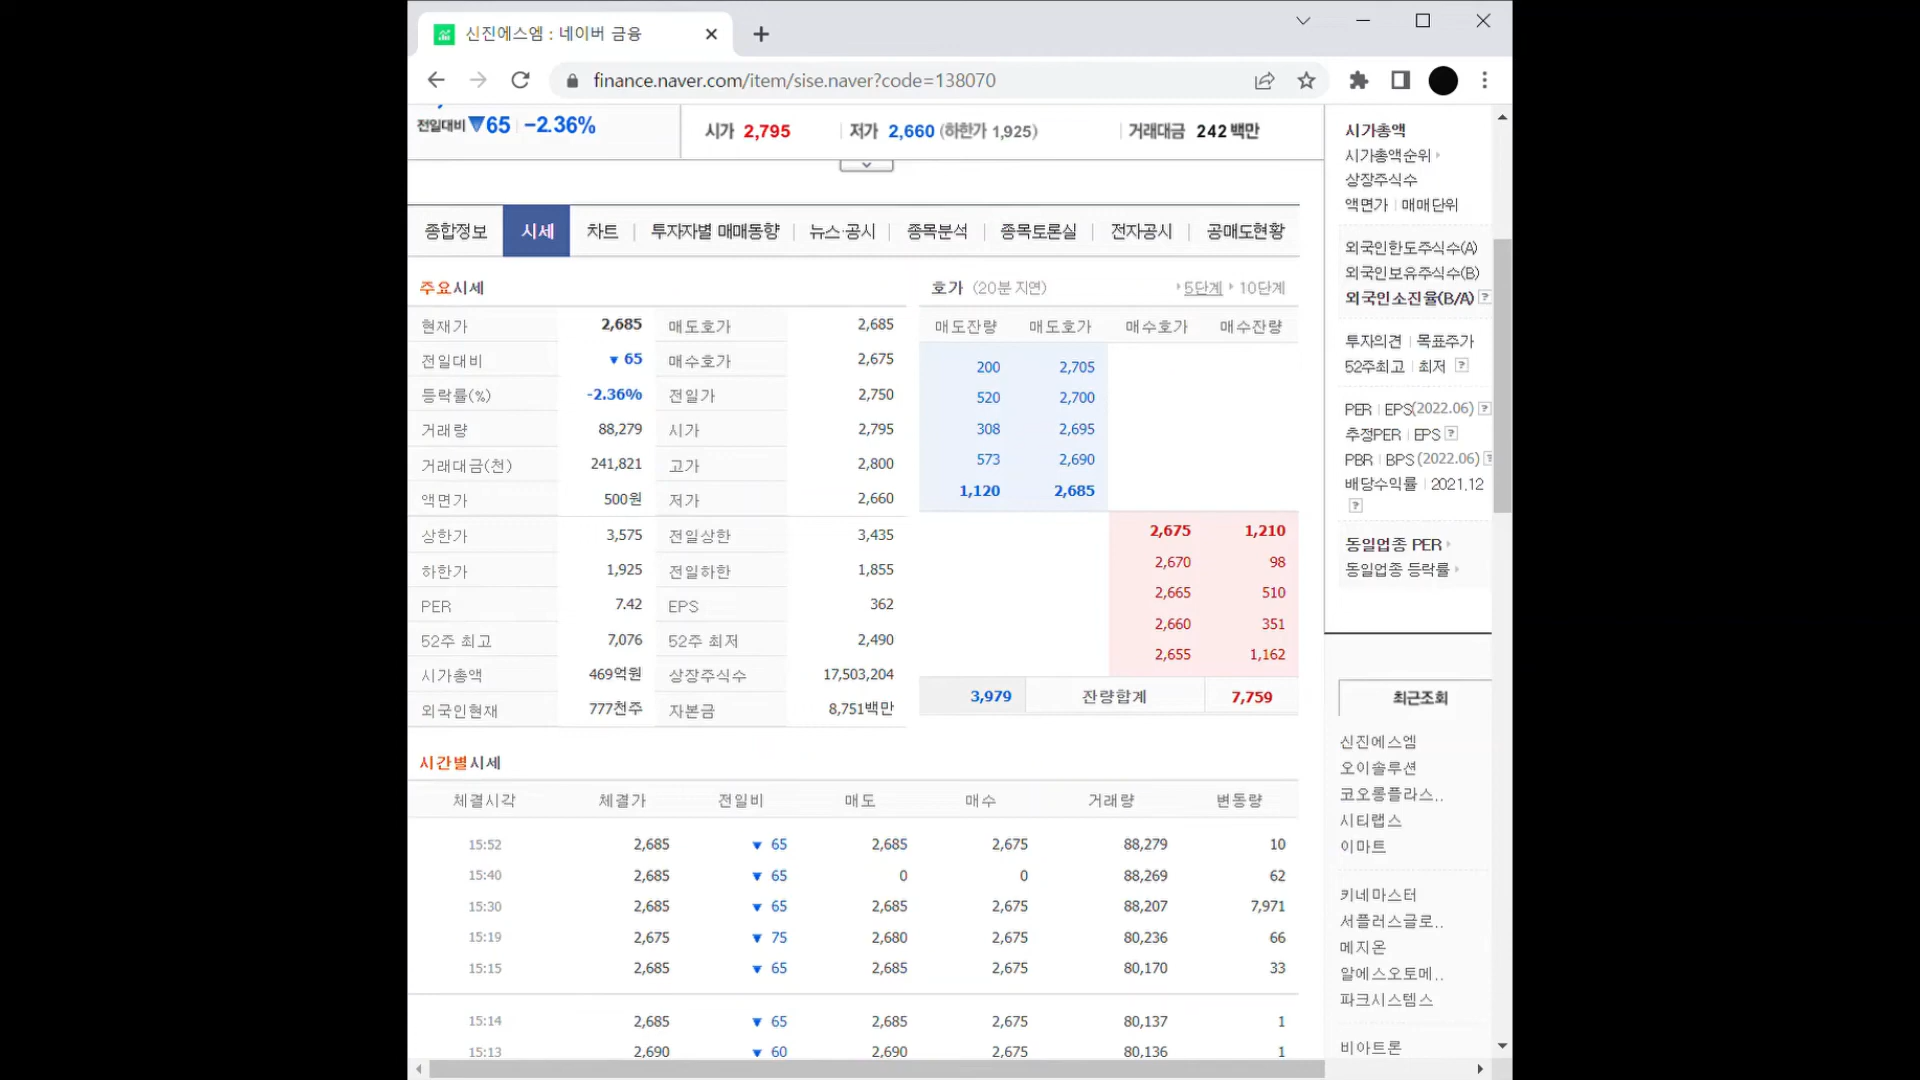 신진에스엠 : 네이버 금융
finance.naver.com/item/sise.naver?code=138070
전일대비 ▼65 -2.36%
시가 2,795 저가 2,660 (하한가 1,925) 거래대금 242 백만
종합정보 시세 차트 투자자별 매매동향 뉴스·공시 종목분석 종목토론실 전자공시 공매도현황
주요시세
현재가 2,685 매도호가 2,685
전일대비 ▼ 65 매수호가 2,675
등락률(%) -2.36% 전일가 2,750
거래량 88,279 시가 2,795
거래대금(천) 241,821 고가 2,800
액면가 500원 저가 2,660
상한가 3,575 전일상한 3,435
하한가 1,925 전일하한 1,855
PER 7.42 EPS 362
52주 최고 7,076 52주 최저 2,490
시가총액 469억원 상장주식수 17,503,204
외국인현재 777천주 자본금 8,751백만
호가 (20분 지연) 5단계 10단계
매도잔량 매도호가 매수호가 매수잔량
200 2,705
520 2,700
308 2,695
573 2,690
1,120 2,685
2,675 1,210
2,670 98
2,665 510
2,660 351
2,655 1,162
3,979 잔량합계 7,759
시간별시세
체결시각 체결가 전일비 매도 매수 거래량 변동량
15:52 2,685 ▼ 65 2,685 2,675 88,279 10
15:40 2,685 ▼ 65 0 0 88,269 62
15:30 2,685 ▼ 65 2,685 2,675 88,207 7,971
15:19 2,675 ▼ 75 2,680 2,675 80,236 66
15:15 2,685 ▼ 65 2,685 2,675 80,170 33
15:14 2,685 ▼ 65 2,685 2,675 80,137 1
15:13 2,690 ▼ 60 2,690 2,675 80,136 1
시가총액
시가총액순위
상장주식수
액면가 | 매매단위
외국인한도주식수(A)
외국인보유주식수(B)
외국인소진율(B/A) ?
투자의견 | 목표주가
52주최고 | 최저 ?
PER | EPS(2022.06) ?
추정PER | EPS ?
PBR | BPS (2022.06) ?
배당수익률 | 2021.12
?
동일업종 PER
동일업종 등락률
최근조회
신진에스엠
오이솔루션
코오롱플라스..
시티랩스
이마트
키네마스터
서플러스글로..
메지온
알에스오토메..
파크시스템스
비아트론